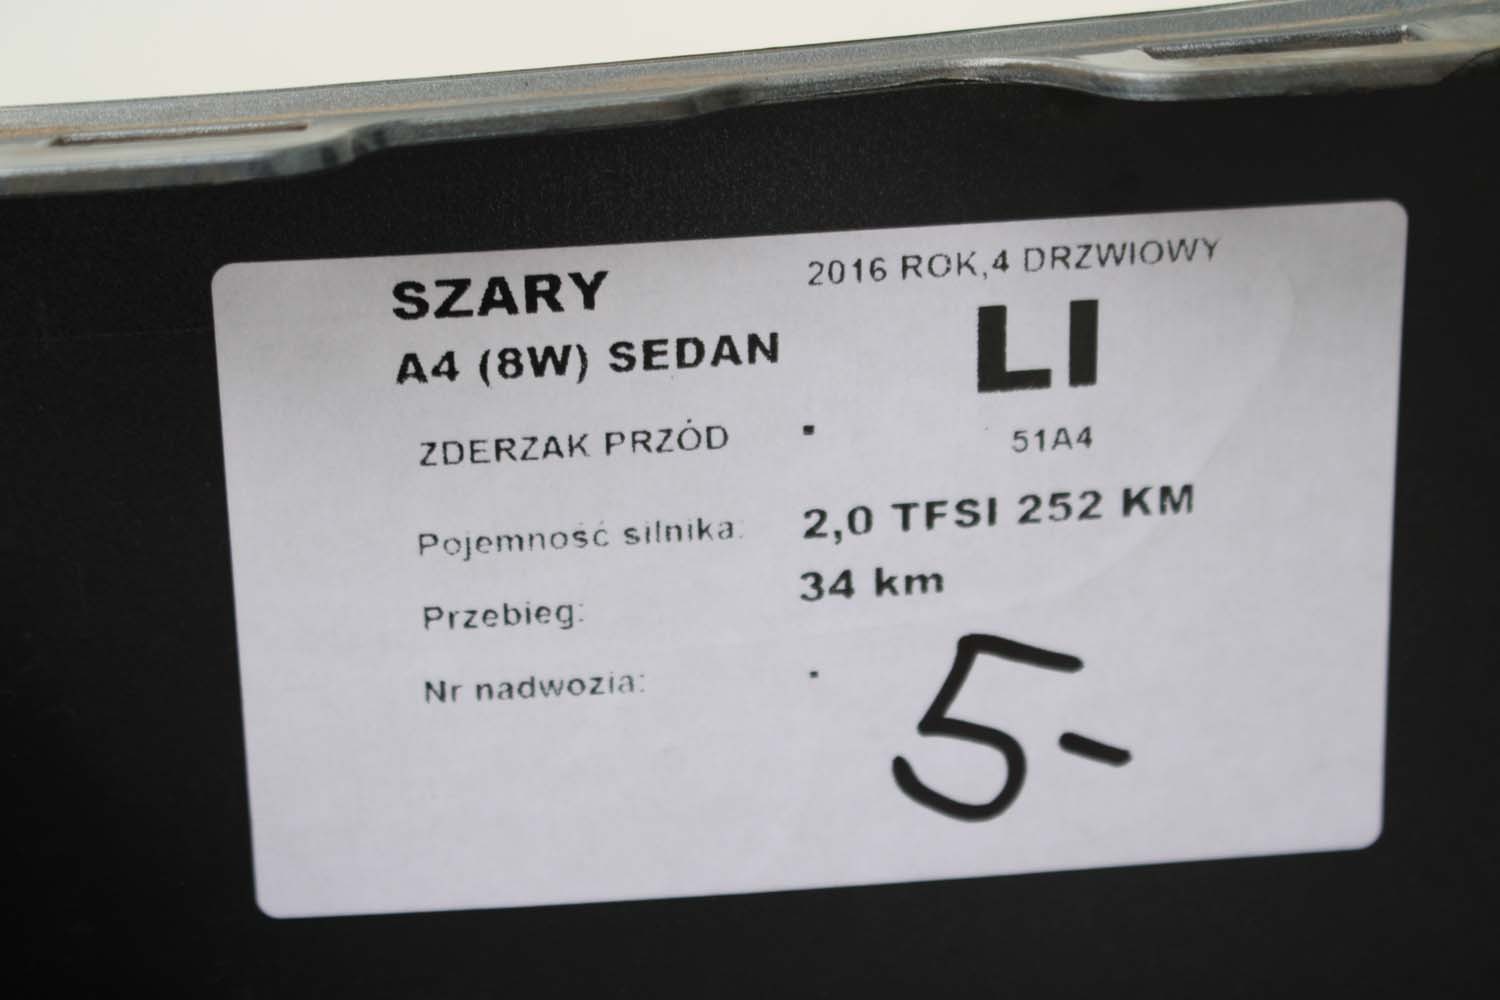 SZARY 2016 ROK,4 DRZWIOWY
A4 (8W) SEDAN LI
ZDERZAK PRZÓD . 51A4
Pojemność silnika: 2,0 TFSI 252 KM
Przebieg: 34 km
Nr nadwozia: .
5-